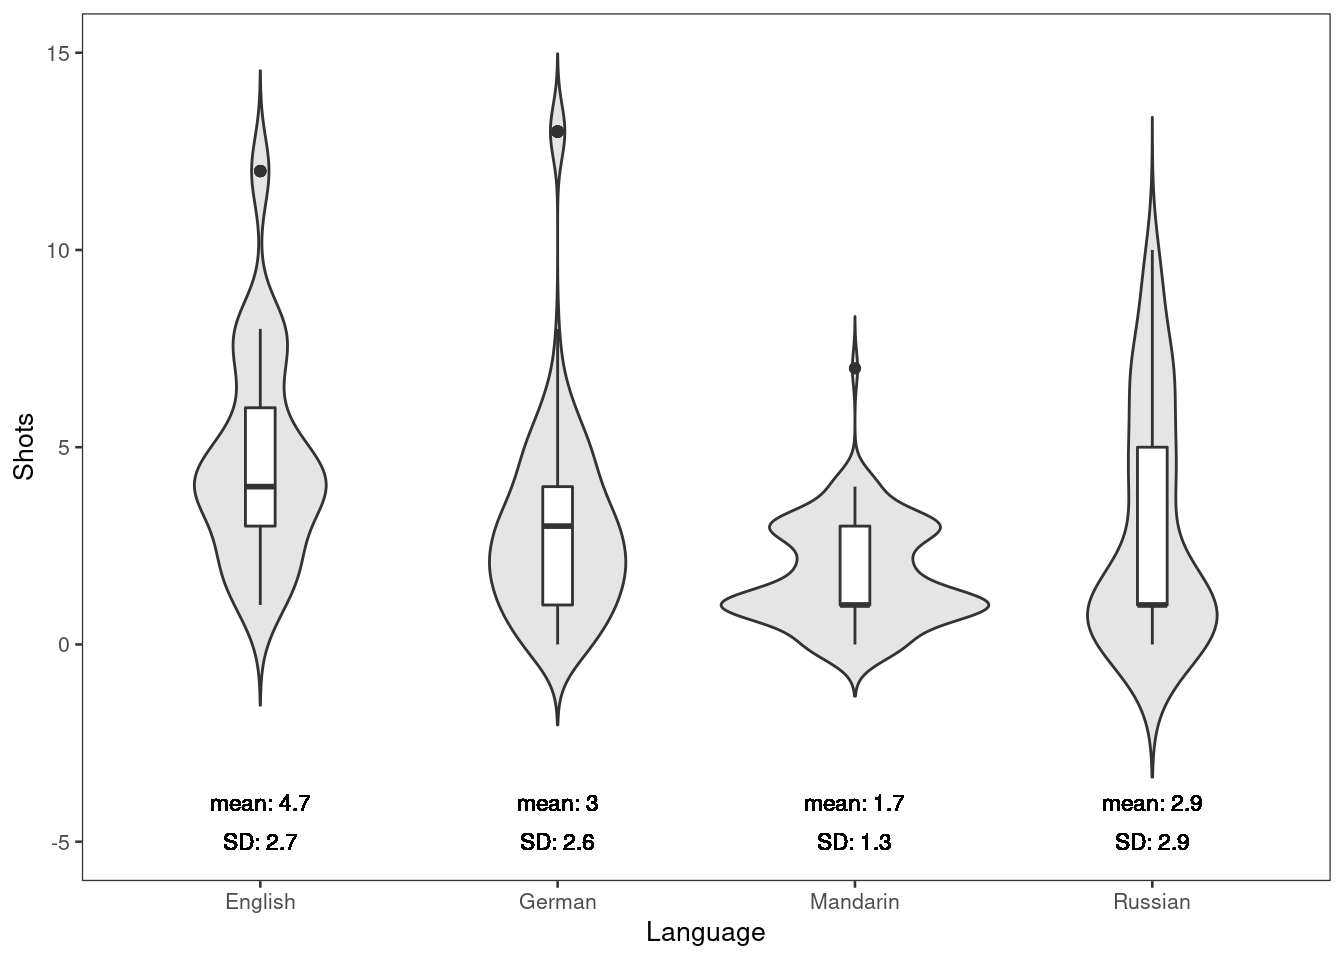 15
10
5
0
-5
Shots
mean: 4.7
SD: 2.7
mean: 3
SD: 2.6
mean: 1.7
SD: 1.3
mean: 2.9
SD: 2.9
English
German
Mandarin
Russian
Language